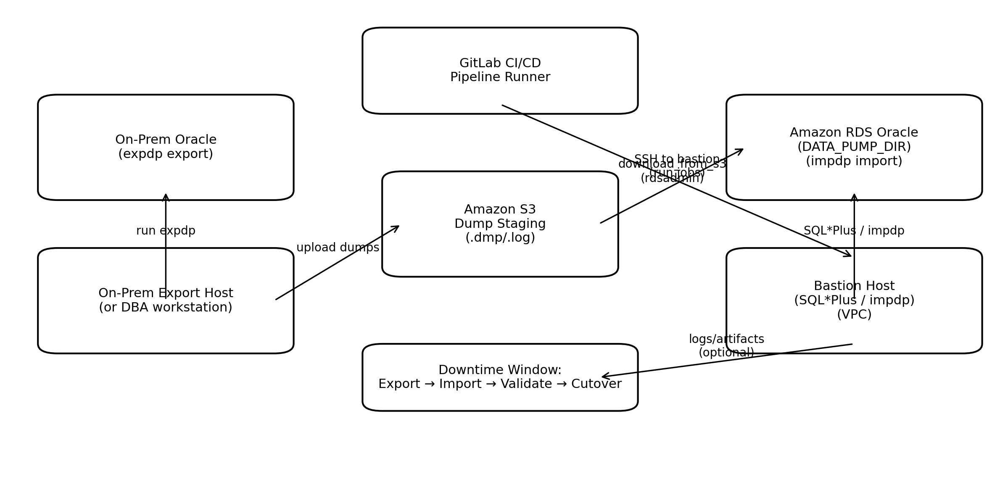 GitLab CI/CD
Pipeline Runner
On-Prem Oracle
(expdp export)
Amazon RDS Oracle
(DATA_PUMP_DIR)
(impdp import)
SSH to bastion
(run jobs)
download_from_s3
(rdsadmin)
Amazon S3
Dump Staging
(.dmp/.log)
run expdp
SQL*Plus / impdp
upload dumps
On-Prem Export Host
(or DBA workstation)
Bastion Host
(SQL*Plus / impdp)
(VPC)
logs/artifacts
(optional)
Downtime Window:
Export → Import → Validate → Cutover